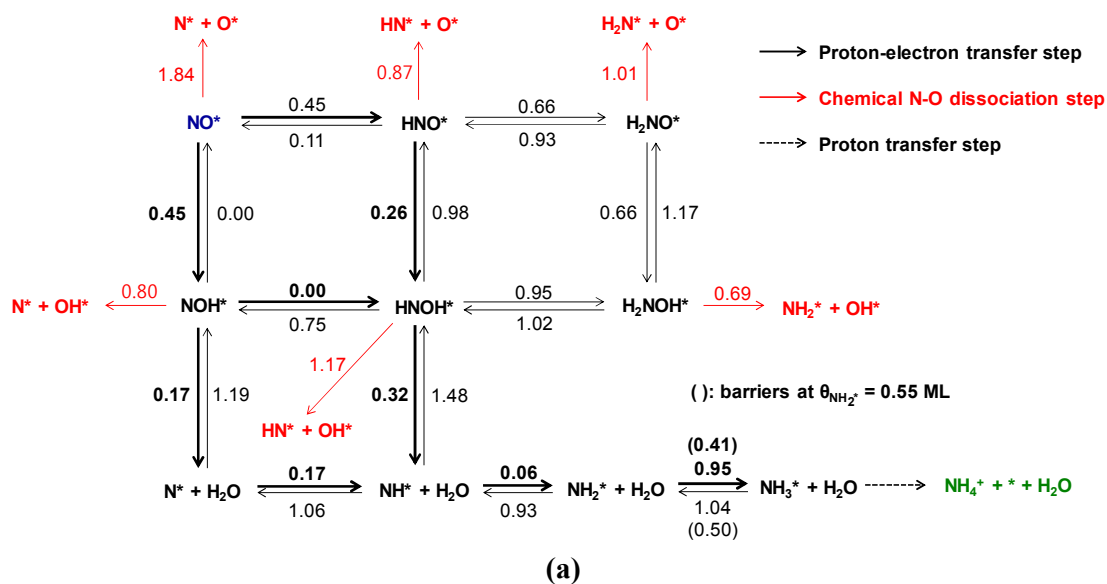 N* + O* HN* + O* H₂N* + O*
Proton-electron transfer step
1.84 0.87 1.01
Chemical N-O dissociation step
0.45 0.66
NO* HNO* H₂NO*
0.11 0.93
Proton transfer step
0.45 0.00 0.26 0.98 0.66 1.17
0.80 0.00 0.95 0.69
N* + OH* NOH* HNOH* H₂NOH* NH₂* + OH*
0.75 1.02
1.17
0.17 1.19 0.32 1.48
( ): barriers at θNH₂* = 0.55 ML
HN* + OH*
(0.41)
0.17 0.06 0.95
N* + H₂O NH* + H₂O NH₂* + H₂O NH₃* + H₂O NH₄⁺ + * + H₂O
1.06 0.93 1.04
(0.50)
(a)